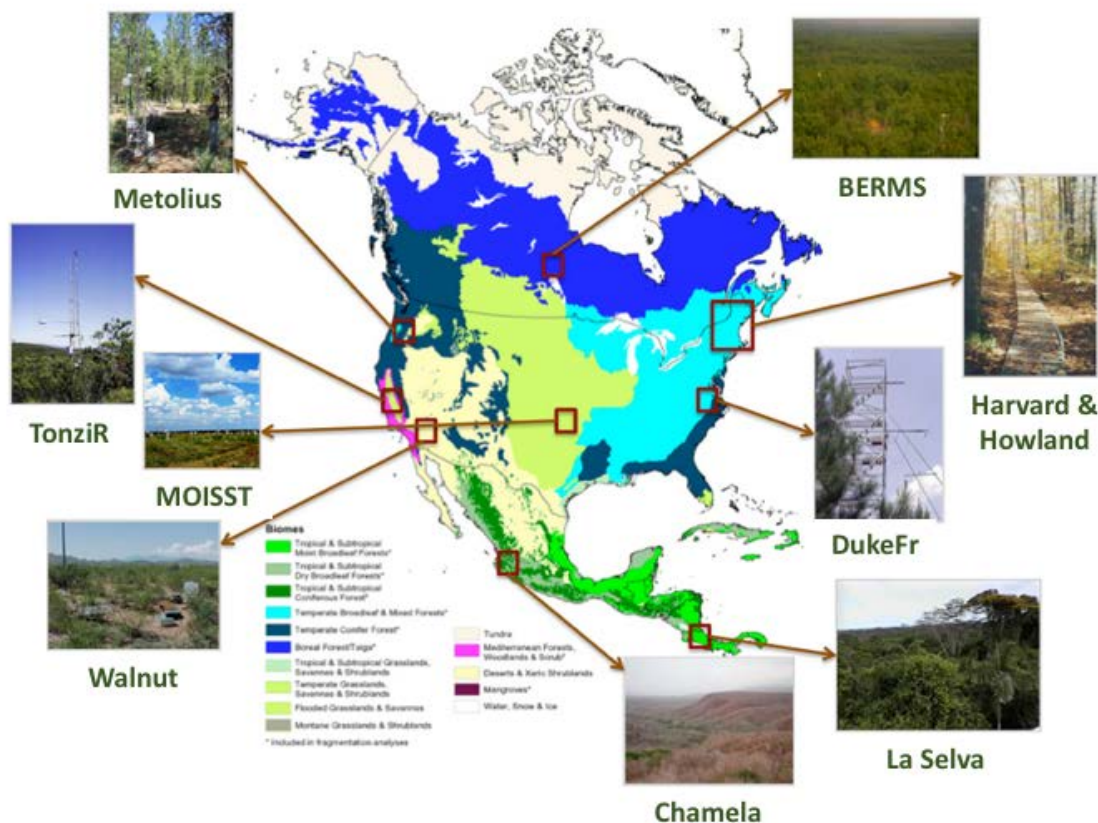 Metolius
BERMS
TonziR
Harvard &
Howland
MOISST
DukeFr
Walnut
Biomes
Tropical & Subtropical
Moist Broadleaf Forests*
Tropical & Subtropical
Dry Broadleaf Forests*
Tropical & Subtropical
Coniferous Forest*
Temperate Broadleaf & Mixed Forests*
Temperate Conifer Forest*
Boreal Forest/Taiga*
Tropical & Subtropical Grasslands,
Savannas & Shrublands
Temperate Grasslands,
Savannas & Shrublands
Flooded Grasslands & Savannas
Montane Grasslands & Shrublands
* Included in fragmentation analyses
Tundra
Mediterranean Forests,
Woodlands & Scrub*
Deserts & Xeric Shrublands
Mangroves*
Water, Snow & Ice
La Selva
Chamela